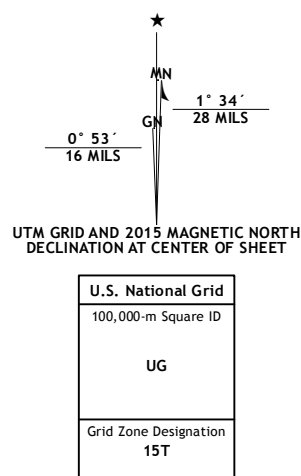 ★
MN
1° 34´
28 MILS
GN
0° 53´
16 MILS
UTM GRID AND 2015 MAGNETIC NORTH
DECLINATION AT CENTER OF SHEET
U.S. National Grid
100,000-m Square ID
UG
Grid Zone Designation
15T